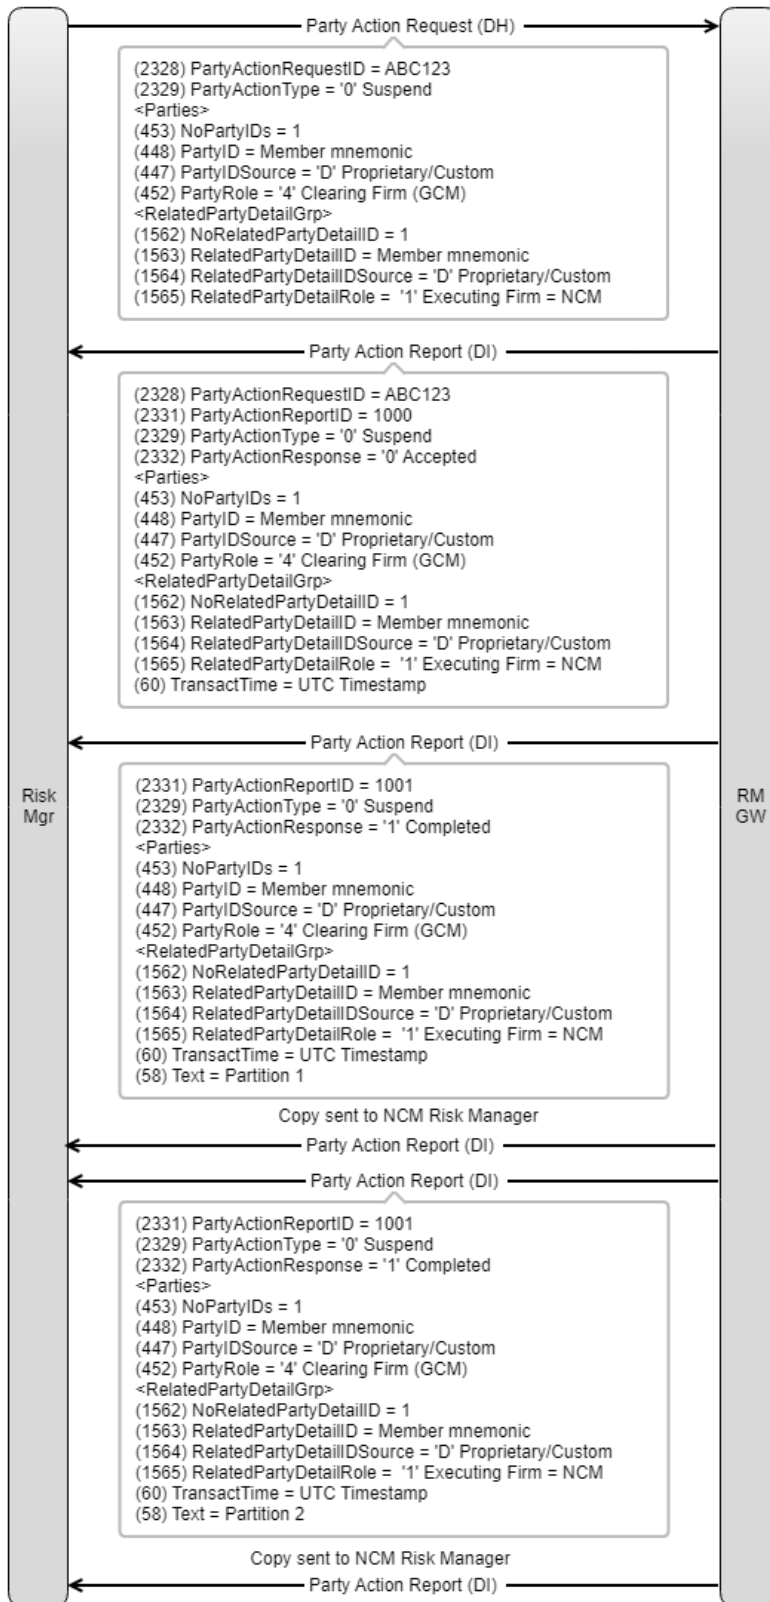 Party Action Request (DH)
(2328) PartyActionRequestID = ABC123
(2329) PartyActionType = '0' Suspend
<Parties>
(453) NoPartyIDs = 1
(448) PartyID = Member mnemonic
(447) PartyIDSource = 'D' Proprietary/Custom
(452) PartyRole = '4' Clearing Firm (GCM)
<RelatedPartyDetailGrp>
(1562) NoRelatedPartyDetailID = 1
(1563) RelatedPartyDetailID = Member mnemonic
(1564) RelatedPartyDetailIDSource = 'D' Proprietary/Custom
(1565) RelatedPartyDetailRole = '1' Executing Firm = NCM
Party Action Report (DI)
(2328) PartyActionRequestID = ABC123
(2331) PartyActionReportID = 1000
(2329) PartyActionType = '0' Suspend
(2332) PartyActionResponse = '0' Accepted
<Parties>
(453) NoPartyIDs = 1
(448) PartyID = Member mnemonic
(447) PartyIDSource = 'D' Proprietary/Custom
(452) PartyRole = '4' Clearing Firm (GCM)
<RelatedPartyDetailGrp>
(1562) NoRelatedPartyDetailID = 1
(1563) RelatedPartyDetailID = Member mnemonic
(1564) RelatedPartyDetailIDSource = 'D' Proprietary/Custom
(1565) RelatedPartyDetailRole = '1' Executing Firm = NCM
(60) TransactTime = UTC Timestamp
Party Action Report (DI)
Risk
Mgr
RM
GW
(2331) PartyActionReportID = 1001
(2329) PartyActionType = '0' Suspend
(2332) PartyActionResponse = '1' Completed
<Parties>
(453) NoPartyIDs = 1
(448) PartyID = Member mnemonic
(447) PartyIDSource = 'D' Proprietary/Custom
(452) PartyRole = '4' Clearing Firm (GCM)
<RelatedPartyDetailGrp>
(1562) NoRelatedPartyDetailID = 1
(1563) RelatedPartyDetailID = Member mnemonic
(1564) RelatedPartyDetailIDSource = 'D' Proprietary/Custom
(1565) RelatedPartyDetailRole = '1' Executing Firm = NCM
(60) TransactTime = UTC Timestamp
(58) Text = Partition 1
Copy sent to NCM Risk Manager
Party Action Report (DI)
Party Action Report (DI)
(2331) PartyActionReportID = 1001
(2329) PartyActionType = '0' Suspend
(2332) PartyActionResponse = '1' Completed
<Parties>
(453) NoPartyIDs = 1
(448) PartyID = Member mnemonic
(447) PartyIDSource = 'D' Proprietary/Custom
(452) PartyRole = '4' Clearing Firm (GCM)
<RelatedPartyDetailGrp>
(1562) NoRelatedPartyDetailID = 1
(1563) RelatedPartyDetailID = Member mnemonic
(1564) RelatedPartyDetailIDSource = 'D' Proprietary/Custom
(1565) RelatedPartyDetailRole = '1' Executing Firm = NCM
(60) TransactTime = UTC Timestamp
(58) Text = Partition 2
Copy sent to NCM Risk Manager
Party Action Report (DI)